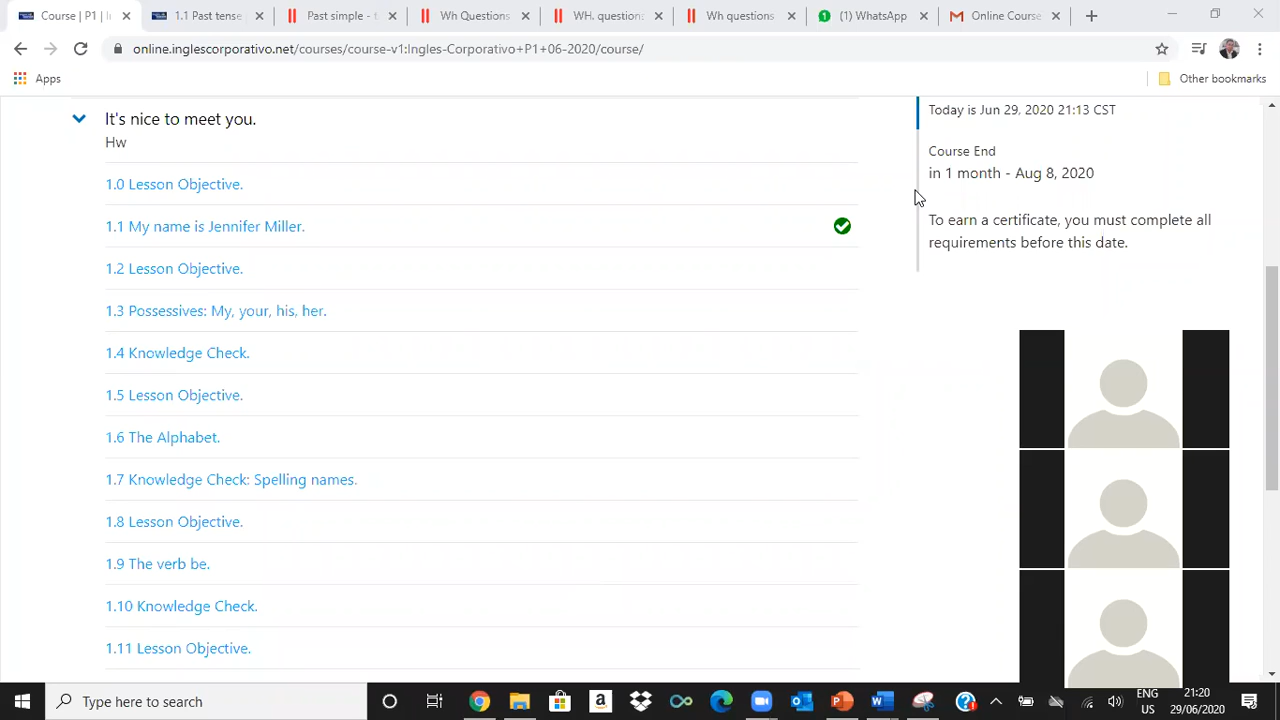 Course | P1 | I
1.1 Past tense
Past simple - t
Wh Questions
WH. question
Wh questions
(1) WhatsApp
Online Course
online.inglescorporativo.net/courses/course-v1:Ingles-Corporativo+P1+06-2020/course/
Apps
Other bookmarks
It's nice to meet you.
Hw
1.0 Lesson Objective.
1.1 My name is Jennifer Miller.
1.2 Lesson Objective.
1.3 Possessives: My, your, his, her.
1.4 Knowledge Check.
1.5 Lesson Objective.
1.6 The Alphabet.
1.7 Knowledge Check: Spelling names.
1.8 Lesson Objective.
1.9 The verb be.
1.10 Knowledge Check.
1.11 Lesson Objective.
Today is Jun 29, 2020 21:13 CST
Course End
in 1 month - Aug 8, 2020
To earn a certificate, you must complete all
requirements before this date.
Type here to search
ENG
US
21:20
29/06/2020